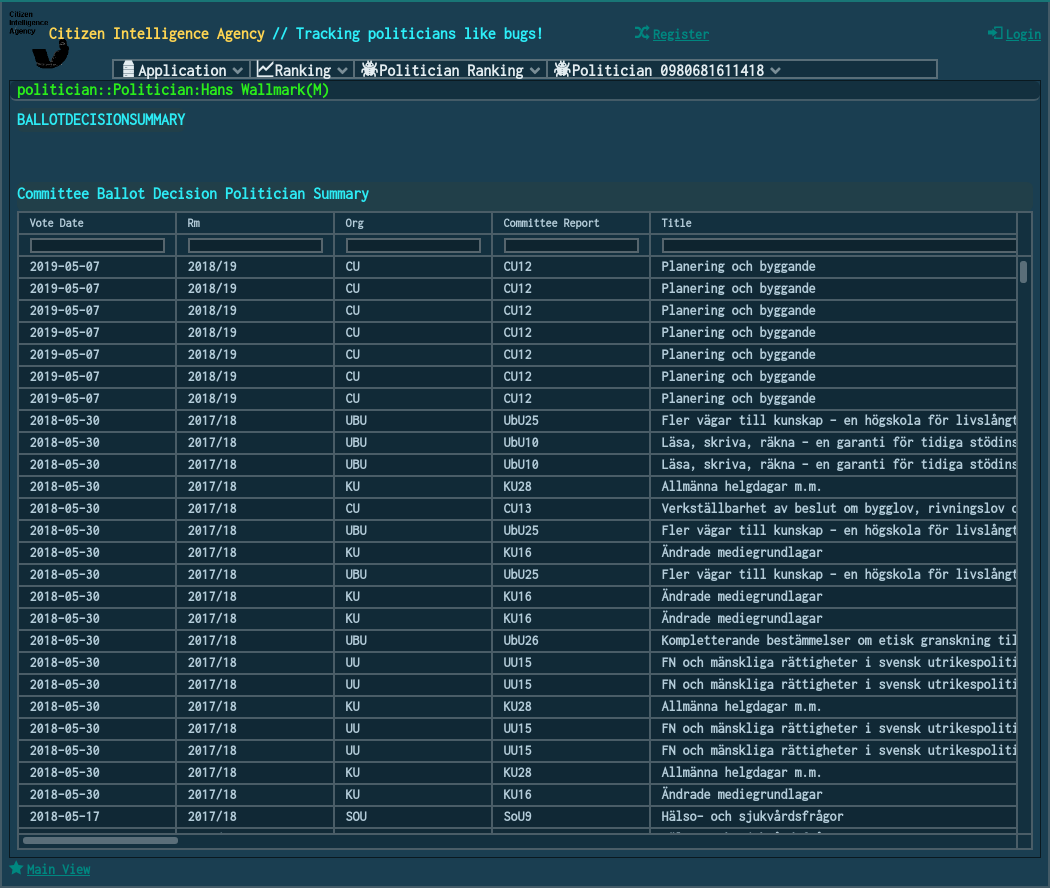 Citizen
Intelligence
Agency
Citizen Intelligence Agency // Tracking politicians like bugs!
Register
Login
Application Ranking Politician Ranking Politician 0980681611418
politician::Politician:Hans Wallmark(M)
BALLOTDECISIONSUMMARY
Committee Ballot Decision Politician Summary
Vote Date Rm Org Committee Report Title
2019-05-07 2018/19 CU CU12 Planering och byggande
2019-05-07 2018/19 CU CU12 Planering och byggande
2019-05-07 2018/19 CU CU12 Planering och byggande
2019-05-07 2018/19 CU CU12 Planering och byggande
2019-05-07 2018/19 CU CU12 Planering och byggande
2019-05-07 2018/19 CU CU12 Planering och byggande
2019-05-07 2018/19 CU CU12 Planering och byggande
2018-05-30 2017/18 UBU UbU25 Fler vägar till kunskap – en högskola för livslångt
2018-05-30 2017/18 UBU UbU10 Läsa, skriva, räkna – en garanti för tidiga stödins
2018-05-30 2017/18 UBU UbU10 Läsa, skriva, räkna – en garanti för tidiga stödins
2018-05-30 2017/18 KU KU28 Allmänna helgdagar m.m.
2018-05-30 2017/18 CU CU13 Verkställbarhet av beslut om bygglov, rivningslov o
2018-05-30 2017/18 UBU UbU25 Fler vägar till kunskap – en högskola för livslångt
2018-05-30 2017/18 KU KU16 Ändrade mediegrundlagar
2018-05-30 2017/18 UBU UbU25 Fler vägar till kunskap – en högskola för livslångt
2018-05-30 2017/18 KU KU16 Ändrade mediegrundlagar
2018-05-30 2017/18 KU KU16 Ändrade mediegrundlagar
2018-05-30 2017/18 UBU UbU26 Kompletterande bestämmelser om etisk granskning til
2018-05-30 2017/18 UU UU15 FN och mänskliga rättigheter i svensk utrikespoliti
2018-05-30 2017/18 UU UU15 FN och mänskliga rättigheter i svensk utrikespoliti
2018-05-30 2017/18 KU KU28 Allmänna helgdagar m.m.
2018-05-30 2017/18 UU UU15 FN och mänskliga rättigheter i svensk utrikespoliti
2018-05-30 2017/18 UU UU15 FN och mänskliga rättigheter i svensk utrikespoliti
2018-05-30 2017/18 KU KU28 Allmänna helgdagar m.m.
2018-05-30 2017/18 KU KU16 Ändrade mediegrundlagar
2018-05-17 2017/18 SOU SoU9 Hälso- och sjukvårdsfrågor
Main View